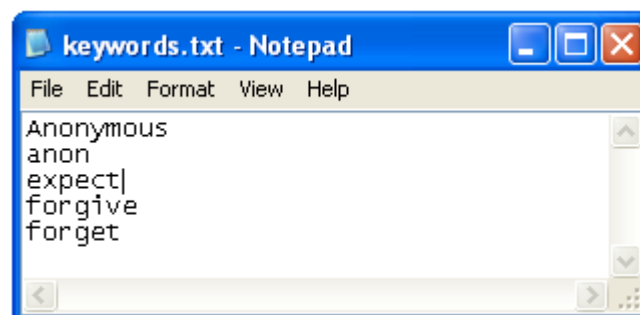 keywords.txt - Notepad
File Edit Format View Help
Anonymous
anon
expect
forgive
forget